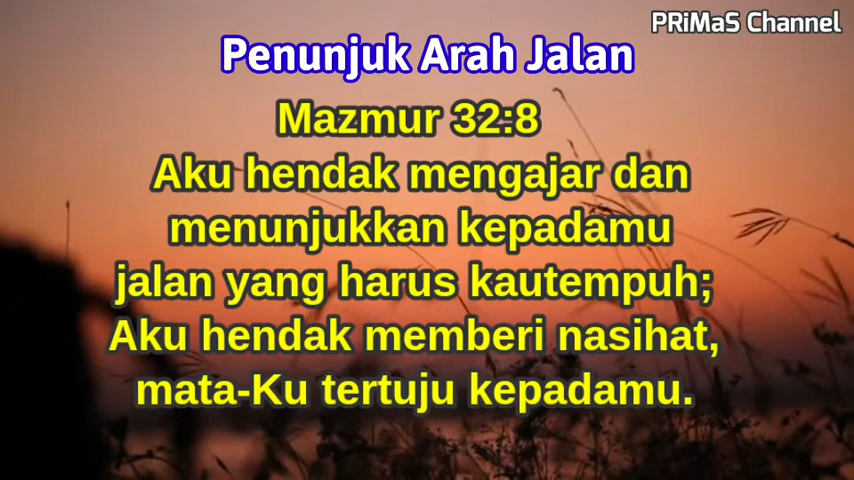 PRiMaS Channel
Penunjuk Arah Jalan
Mazmur 32:8
Aku hendak mengajar dan
menunjukkan kepadamu
jalan yang harus kautempuh;
Aku hendak memberi nasihat,
mata-Ku tertuju kepadamu.